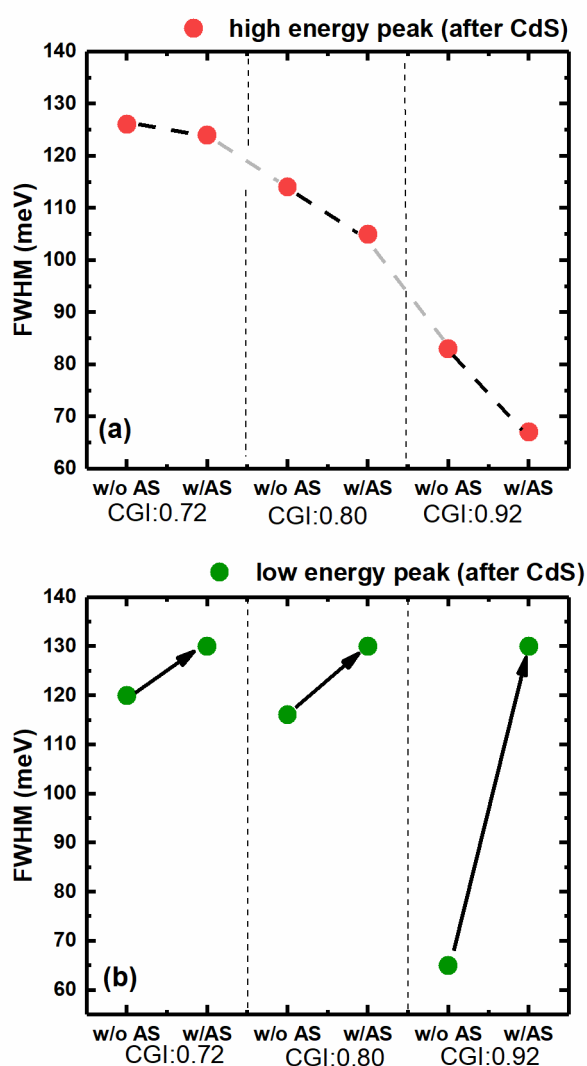 high energy peak (after CdS)
140
130
120
110
100
90
80
70
60
FWHM (meV)
(a)
w/o AS w/AS w/o AS w/AS w/o AS w/AS
CGI:0.72 CGI:0.80 CGI:0.92
low energy peak (after CdS)
140
130
120
110
100
90
80
70
60
FWHM (meV)
(b)
w/o AS w/AS w/o AS w/AS w/o AS w/AS
CGI:0.72 CGI:0.80 CGI:0.92